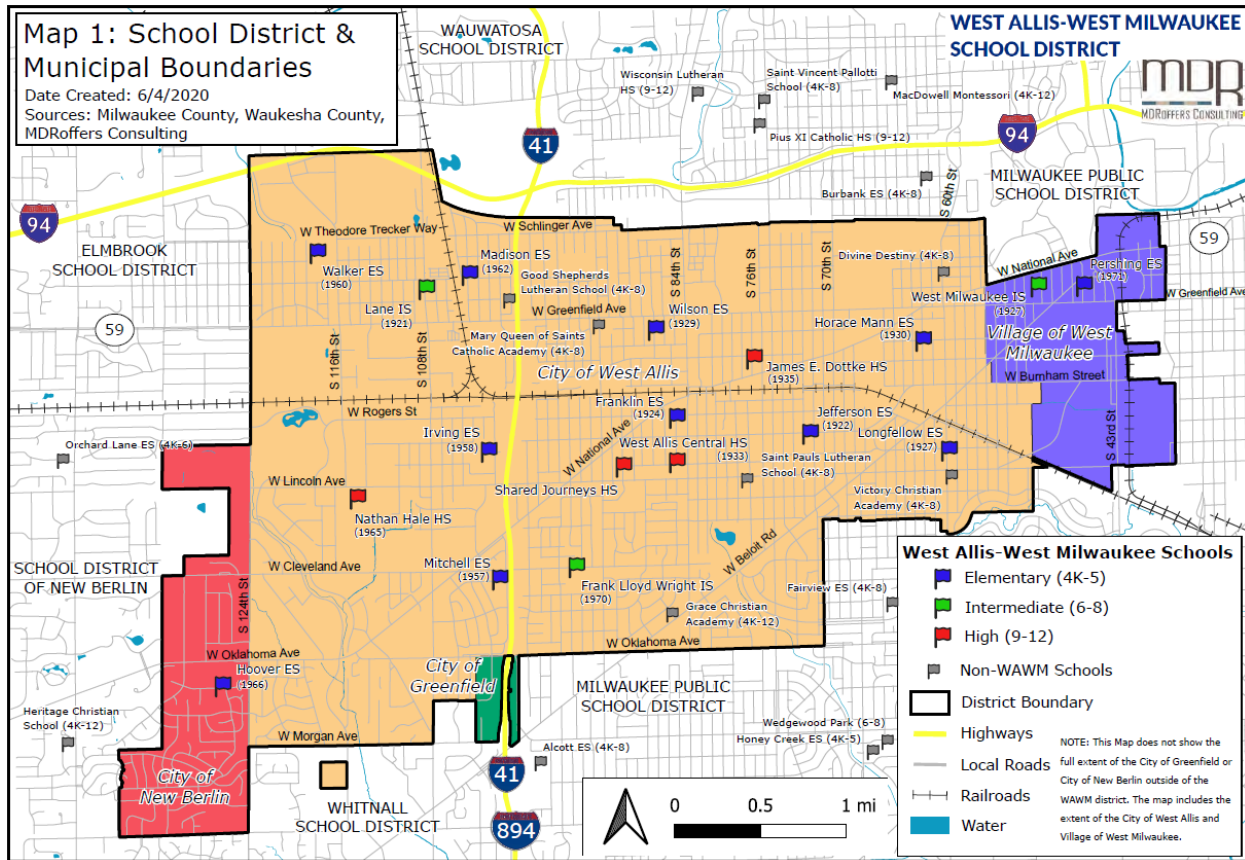 Map 1: School District &
Municipal Boundaries
Date Created: 6/4/2020
Sources: Milwaukee County, Waukesha County,
MDRoffers Consulting
WEST ALLIS-WEST MILWAUKEE
SCHOOL DISTRICT
MDR
MDROFFERS CONSULTING
WAUWATOSA
SCHOOL DISTRICT
Wisconsin Lutheran
HS (9-12)
Saint Vincent Pallotti
School (4K-8)
MacDowell Montessori (4K-12)
Pius XI Catholic HS (9-12)
41
94
MILWAUKEE PUBLIC
SCHOOL DISTRICT
Burbank ES (4K-8)
S 60th St
94
ELMBROOK
SCHOOL DISTRICT
59
59
W Theodore Trecker Way
W Schlinger Ave
Walker ES
(1960)
Madison ES
(1962)
Lane IS
(1921)
Good Shepherds
Lutheran School (4K-8)
W Greenfield Ave
S 84th St
S 76th St
S 70th St
Divine Destiny (4K-8)
W National Ave
Pershing ES
(1971)
W Greenfield Ave
West Milwaukee IS
(1927)
Wilson ES
(1929)
Mary Queen of Saints
Catholic Academy (4K-8)
Horace Mann ES
(1930)
Village of West
Milwaukee
S 116th St
S 108th St
City of West Allis
James E. Dottke HS
(1935)
W Burnham Street
W Rogers St
Franklin ES
(1924)
Irving ES
(1958)
W National Ave
West Allis Central HS
(1933)
Jefferson ES
(1922)
Longfellow ES
(1927)
S 43rd St
Orchard Lane ES (4K-6)
Saint Pauls Lutheran
School (4K-8)
W Lincoln Ave
Shared Journeys HS
Victory Christian
Academy (4K-8)
Nathan Hale HS
(1965)
W Beloit Rd
SCHOOL DISTRICT
OF NEW BERLIN
S 124th St
W Cleveland Ave
Mitchell ES
(1957)
Frank Lloyd Wright IS
(1970)
Fairview ES (4K-8)
Grace Christian
Academy (4K-12)
W Oklahoma Ave
W Oklahoma Ave
Hoover ES
(1966)
City of
Greenfield
MILWAUKEE PUBLIC
SCHOOL DISTRICT
Heritage Christian
School (4K-12)
W Morgan Ave
Wedgewood Park (6-8)
Honey Creek ES (4K-5)
Alcott ES (4K-8)
City of
New Berlin
WHITNALL
SCHOOL DISTRICT
41
894
0 0.5 1 mi
West Allis-West Milwaukee Schools
Elementary (4K-5)
Intermediate (6-8)
High (9-12)
Non-WAWM Schools
District Boundary
Highways
Local Roads
Railroads
Water
NOTE: This Map does not show the
full extent of the City of Greenfield or
City of New Berlin outside of the
WAWM district. The map includes the
extent of the City of West Allis and
Village of West Milwaukee.